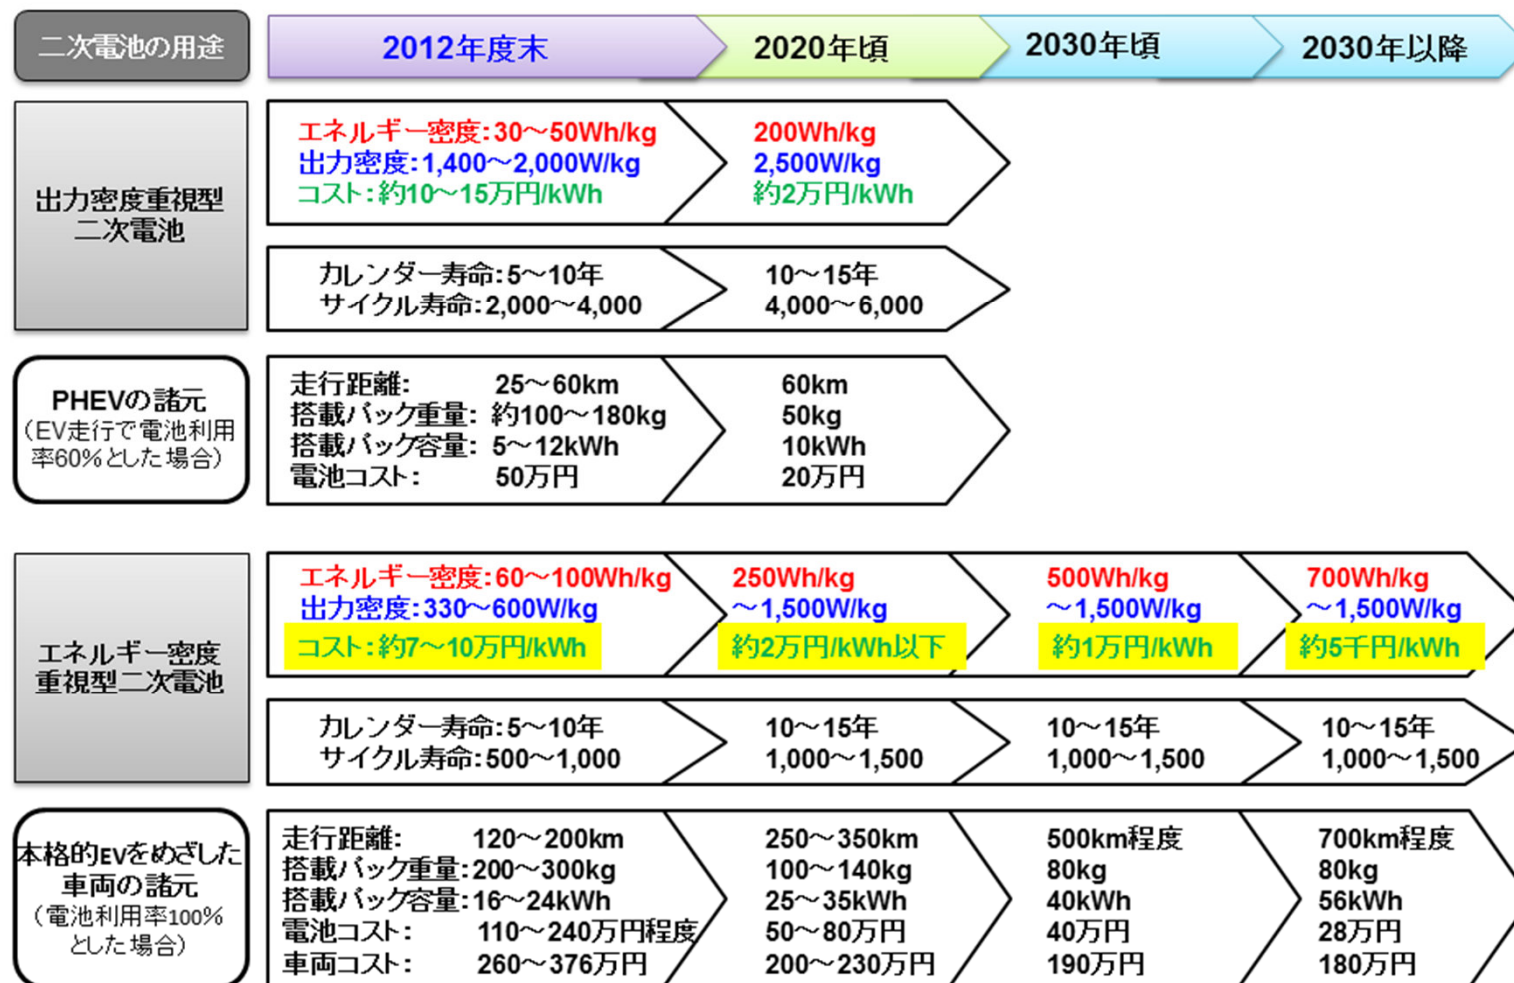 二次電池の用途
2012年度末
2020年頃
2030年頃
2030年以降
出力密度重視型
二次電池
エネルギー密度:30～50Wh/kg
出力密度:1,400～2,000W/kg
コスト:約10～15万円/kWh
200Wh/kg
2,500W/kg
約2万円/kWh
カレンダー寿命:5～10年
サイクル寿命:2,000～4,000
10～15年
4,000～6,000
PHEVの諸元
（EV走行で電池利用
率60%とした場合）
走行距離: 25～60km
搭載パック重量: 約100～180kg
搭載パック容量: 5～12kWh
電池コスト: 50万円
60km
50kg
10kWh
20万円
エネルギー密度
重視型二次電池
エネルギー密度:60～100Wh/kg
出力密度:330～600W/kg
コスト:約7～10万円/kWh
250Wh/kg
～1,500W/kg
約2万円/kWh以下
500Wh/kg
～1,500W/kg
約1万円/kWh
700Wh/kg
～1,500W/kg
約5千円/kWh
カレンダー寿命:5～10年
サイクル寿命:500～1,000
10～15年
1,000～1,500
10～15年
1,000～1,500
10～15年
1,000～1,500
本格的EVをめざした
車両の諸元
（電池利用率100%
とした場合）
走行距離: 120～200km
搭載パック重量:200～300kg
搭載パック容量:16～24kWh
電池コスト: 110～240万円程度
車両コスト: 260～376万円
250～350km
100～140kg
25～35kWh
50～80万円
200～230万円
500km程度
80kg
40kWh
40万円
190万円
700km程度
80kg
56kWh
28万円
180万円